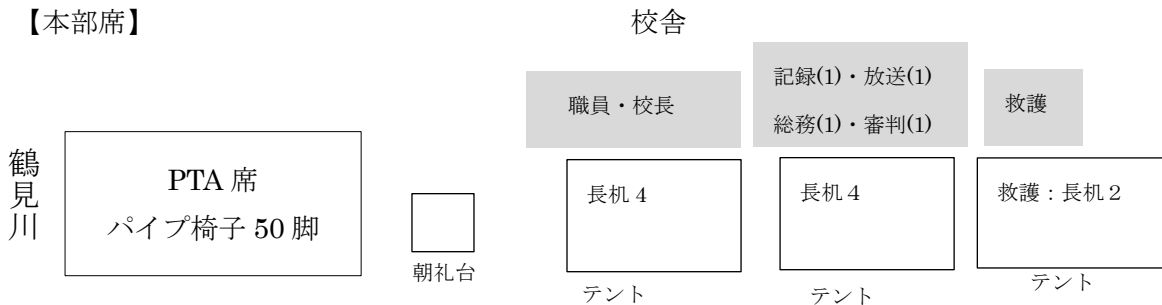 【本部席】
校舎
職員・校長
記録(1)・放送(1)
総務(1)・審判(1)
救護
鶴見川
PTA 席
パイプ椅子 50 脚
朝礼台
長机 4
長机 4
救護：長机 2
テント
テント
テント